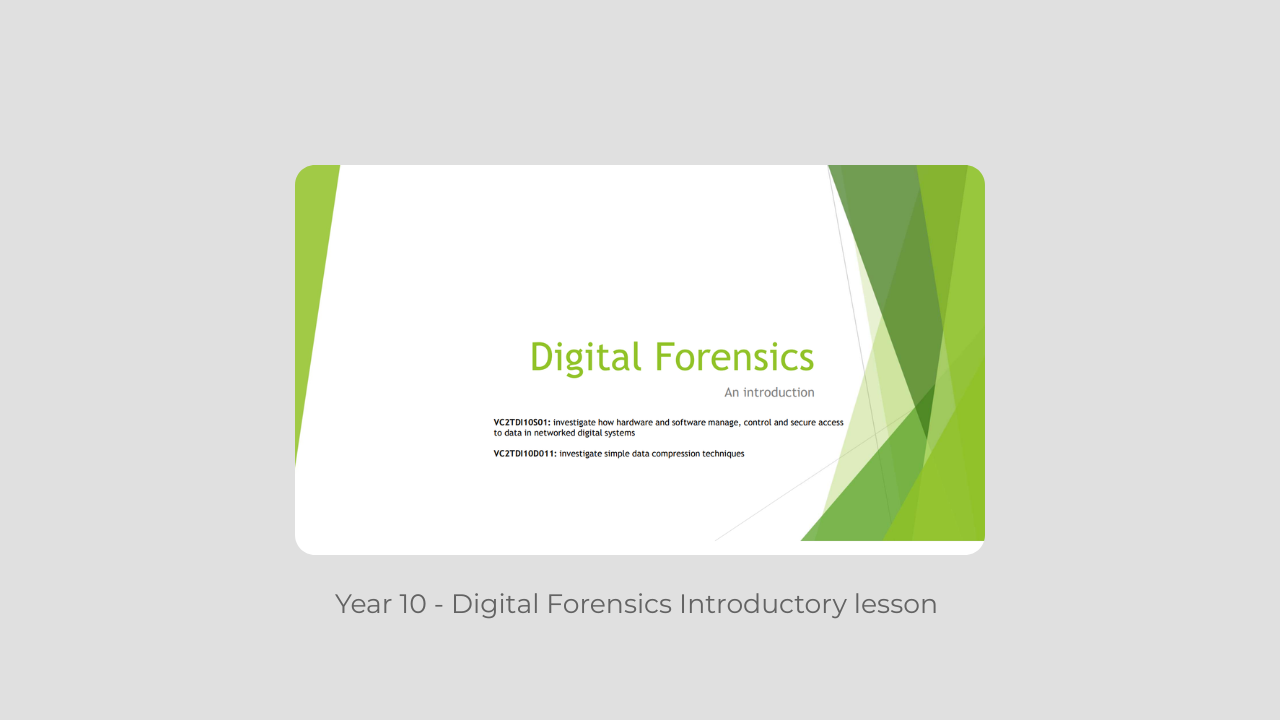 Digital Forensics
An introduction
VC2TDI10S01: investigate how hardware and software manage, control and secure access
to data in networked digital systems
VC2TDI10D011: investigate simple data compression techniques
Year 10 - Digital Forensics Introductory lesson